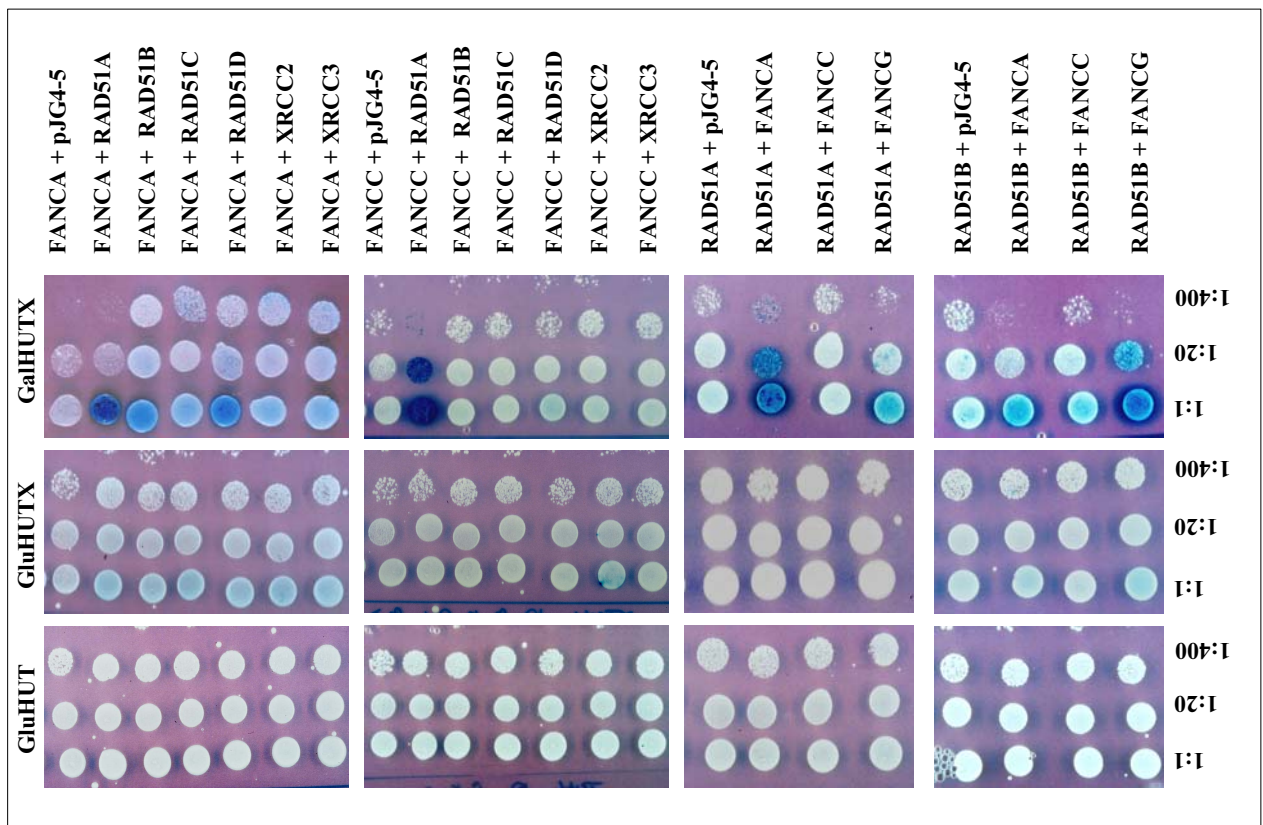 FANCA + pJG4-5
FANCA + RAD51A
FANCA + RAD51B
FANCA + RAD51C
FANCA + RAD51D
FANCA + XRCC2
FANCA + XRCC3
FANCC + pJG4-5
FANCC + RAD51A
FANCC + RAD51B
FANCC + RAD51C
FANCC + RAD51D
FANCC + XRCC2
FANCC + XRCC3
RAD51A + pJG4-5
RAD51A + FANCA
RAD51A + FANCC
RAD51A + FANCG
RAD51B + pJG4-5
RAD51B + FANCA
RAD51B + FANCC
RAD51B + FANCG
GalHUTX
1:400
1:20
1:1
GluHUTX
1:400
1:20
1:1
GluHUT
1:400
1:20
1:1